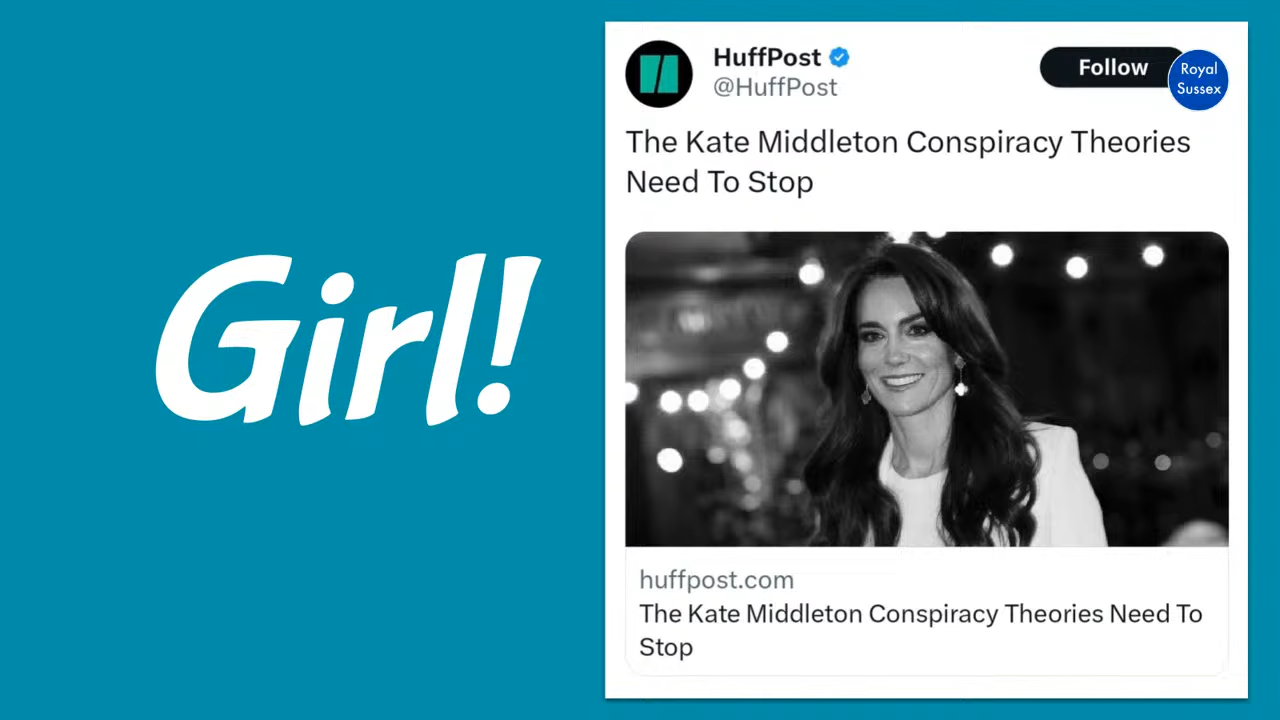 Girl!
HuffPost
@HuffPost
Follow
Royal
Sussex
The Kate Middleton Conspiracy Theories
Need To Stop
huffpost.com
The Kate Middleton Conspiracy Theories Need To
Stop